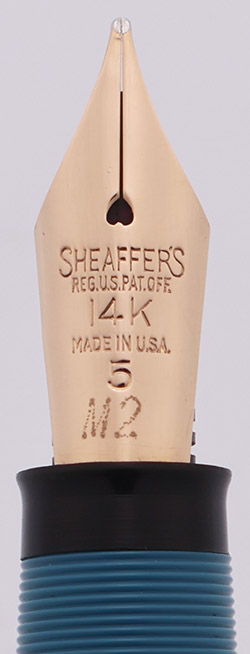 SHEAFFER'S
REG.U.S.PAT.OFF.
14K
MADE IN U.S.A.
5
M2